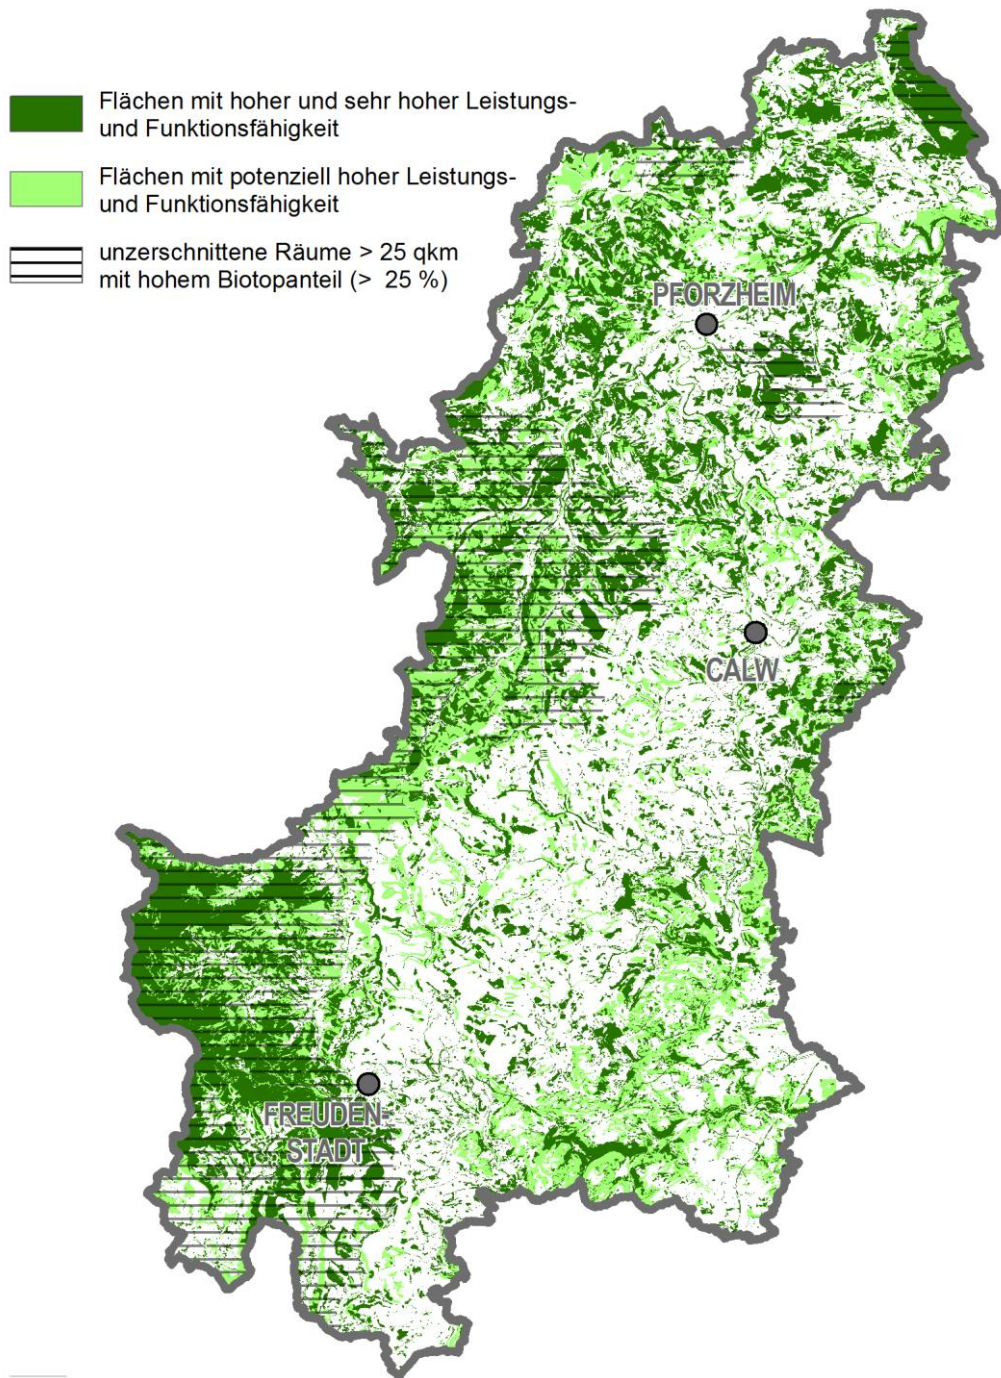 Flächen mit hoher und sehr hoher Leistungs-
und Funktionsfähigkeit
Flächen mit potenziell hoher Leistungs-
und Funktionsfähigkeit
unzerschnittene Räume > 25 qkm
mit hohem Biotopanteil (> 25 %)
PFORZHEIM
CALW
FREUDEN-
STADT